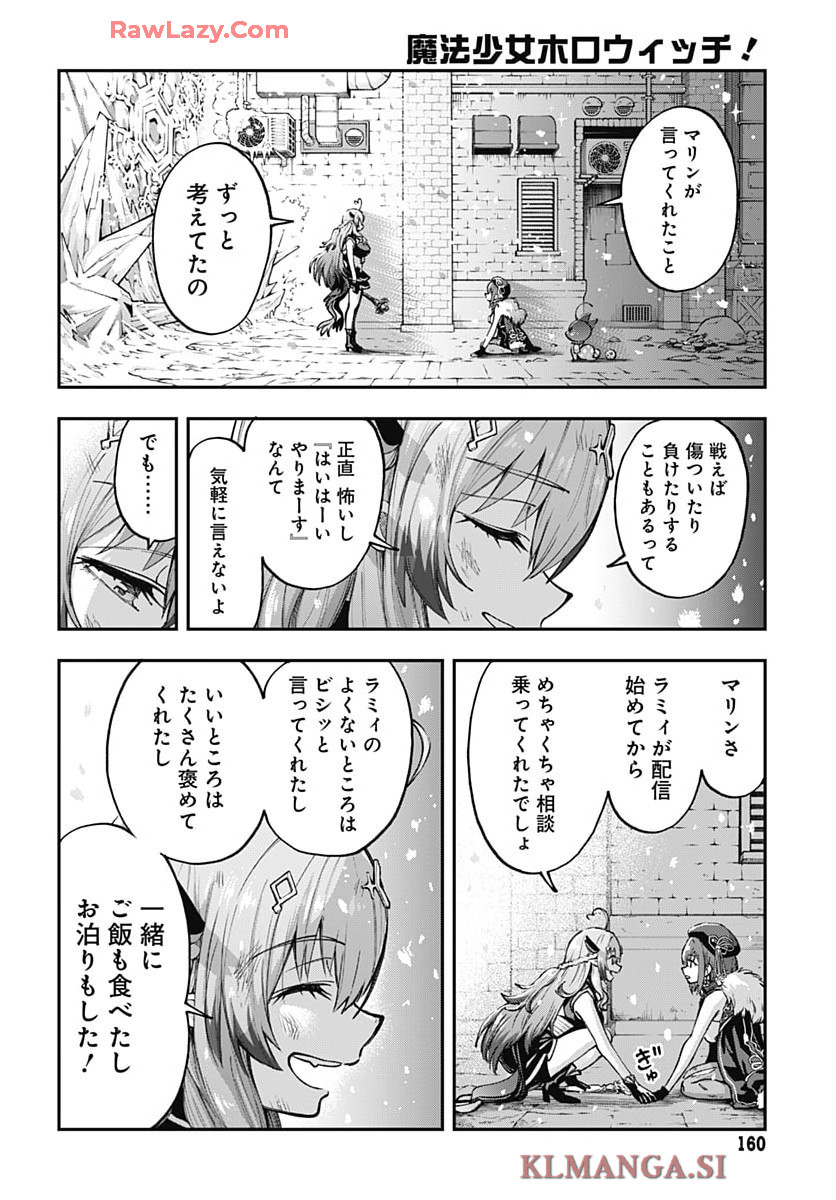 RawLazy.Com
魔法少女ホロウィッチ！
マリンが
言ってくれたこと
ずっと
考えてたの
戦えば
傷ついたり
負けたりする
こともあるって
正直 怖いし
『はいはーい
やりまーす』
なんて
気軽に言えないよ
でも……
マリンさ
ラミィが配信
始めてから
めちゃくちゃ相談
乗ってくれたでしょ
ぎゅ
ラミィの
よくないところは
ビシッと
言ってくれたし
いいところは
たくさん褒めて
くれたし
一緒に
ご飯も食べたし
お泊りもした！
160
KLMANGA.SI